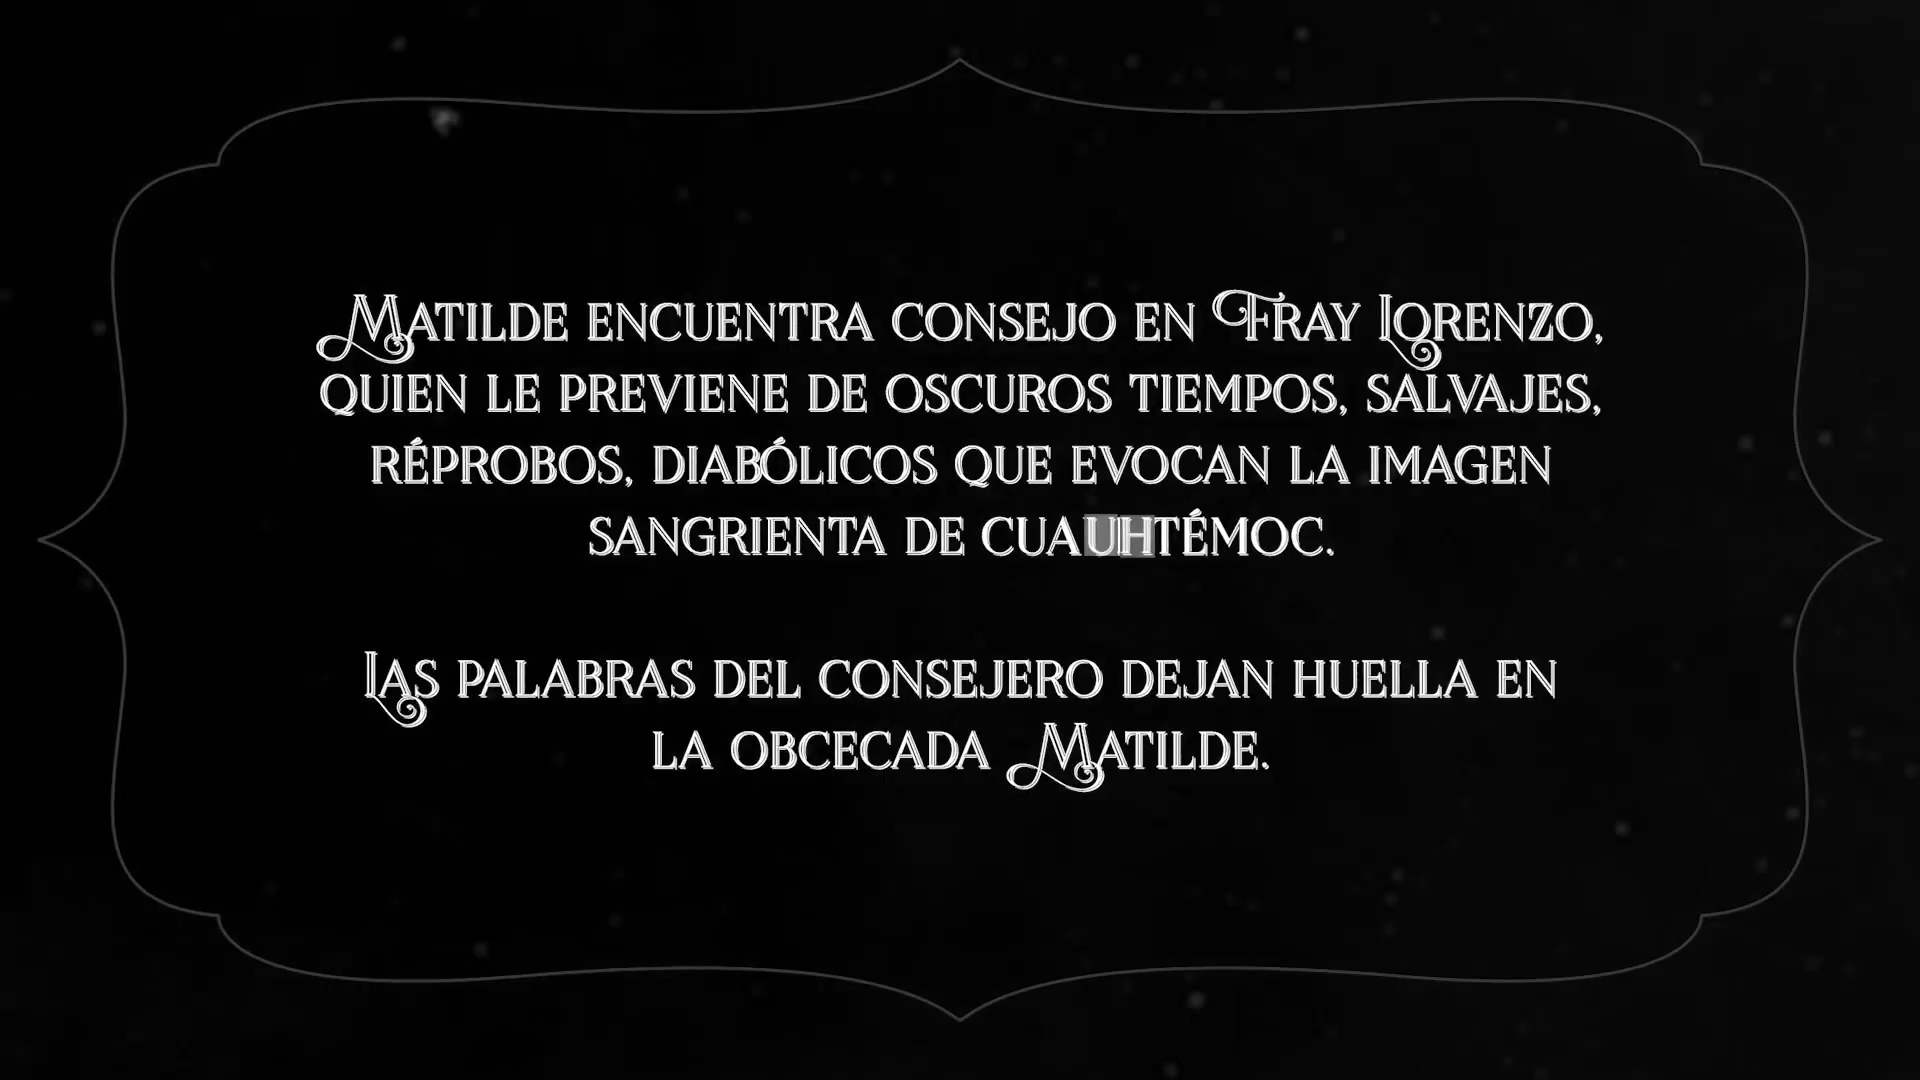 Matilde encuentra consejo en Fray Lorenzo,
quien le previene de oscuros tiempos, salvajes,
réprobos, diabólicos que evocan la imagen
sangrienta de cuauhtémoc.
Las palabras del consejero dejan huella en
la obcecada Matilde.